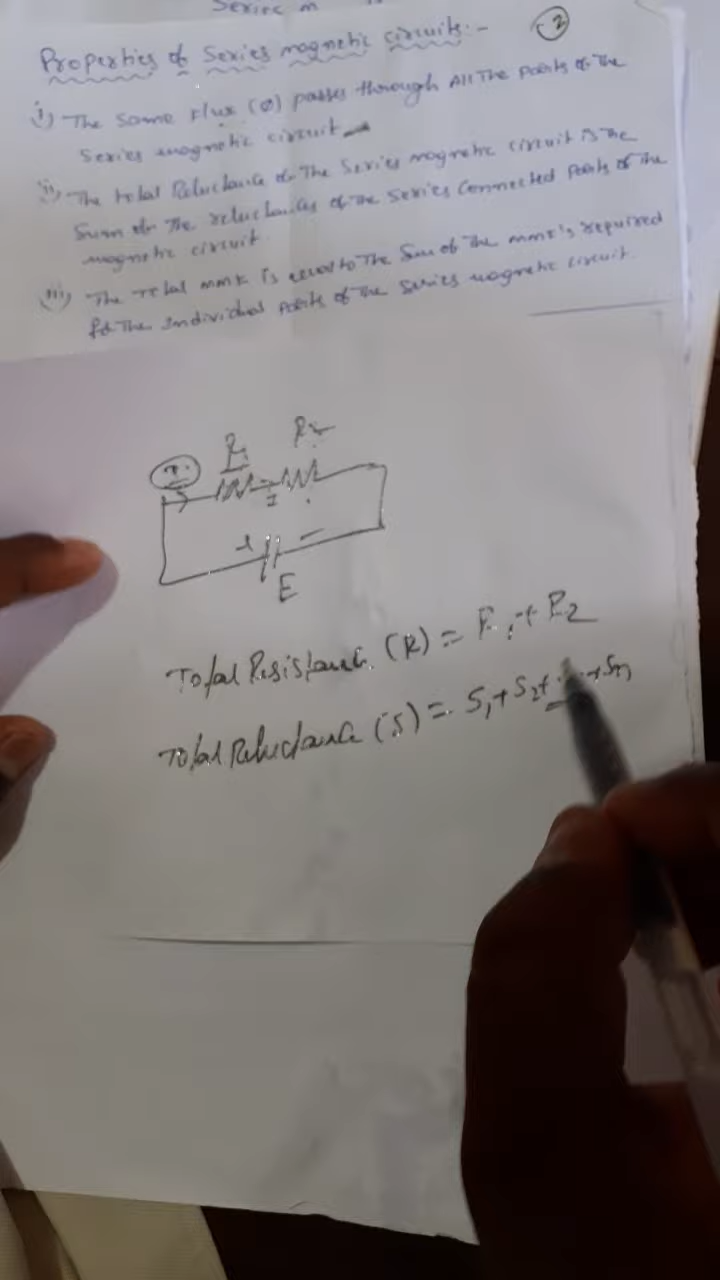 Series m
Properties of Series magnetic circuits:- 2
i) The Same Flux (Φ) passes through All The Parts of The
Series magnetic circuit
ii) The total Reluctance of The Series magnetic circuit is The
Sum of The reluctances of The Series Connected Parts of The
magnetic circuit.
iii) The Total mmf is equal to The Sum of The mmf's required
for The Individual Parts of The Series magnetic circuit.
R1 R2
I
+ -
E
Total Resistance (R) = R1 + R2
Total Reluctance (S) = S1+S2+...+Sn